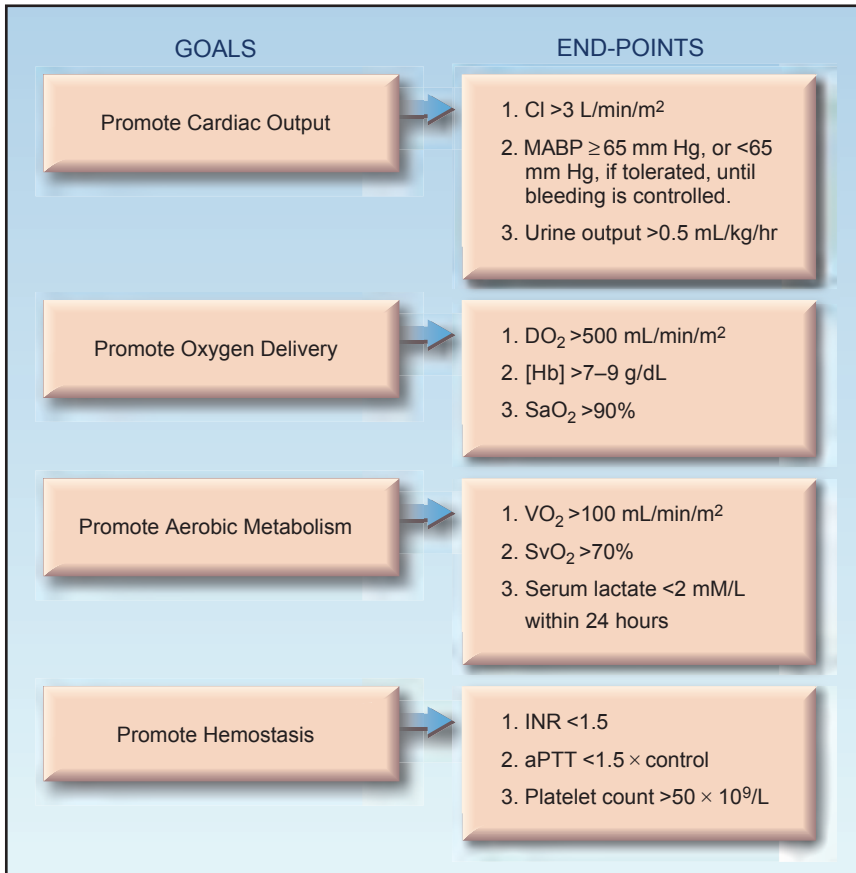 GOALS
END-POINTS
Promote Cardiac Output
1. CI >3 L/min/m²
2. MABP ≥65 mm Hg, or <65
mm Hg, if tolerated, until
bleeding is controlled.
3. Urine output >0.5 mL/kg/hr
Promote Oxygen Delivery
1. DO₂ >500 mL/min/m²
2. [Hb] >7–9 g/dL
3. SaO₂ >90%
Promote Aerobic Metabolism
1. VO₂ >100 mL/min/m²
2. SvO₂ >70%
3. Serum lactate <2 mM/L
within 24 hours
Promote Hemostasis
1. INR <1.5
2. aPTT <1.5 × control
3. Platelet count >50 × 10⁹/L